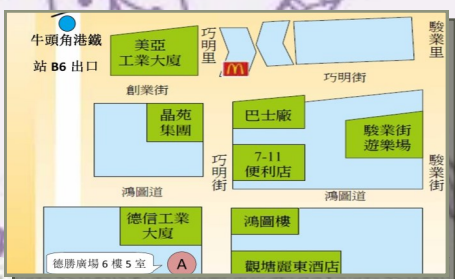 牛頭角港鐵
站 B6 出口
美亞
工業大廈
巧明里
駿業里
巧明街
創業街
晶苑
集團
巴士廠
駿業街
遊樂場
7-11
便利店
巧明街
駿業街
鴻圖道
鴻圖道
德信工業
大廈
鴻圖樓
德勝廣場 6 樓 5 室
A
觀塘麗東酒店